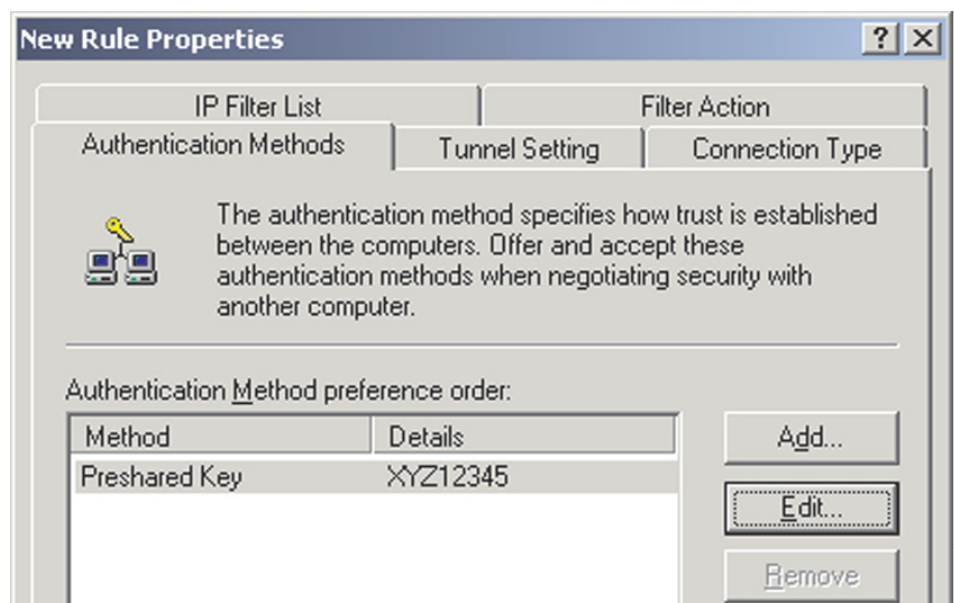 New Rule Properties
IP Filter List
Filter Action
Authentication Methods
Tunnel Setting
Connection Type
The authentication method specifies how trust is established
between the computers. Offer and accept these
authentication methods when negotiating security with
another computer.
Authentication Method preference order:
Method
Details
Preshared Key
XYZ12345
Add...
Edit...
Remove